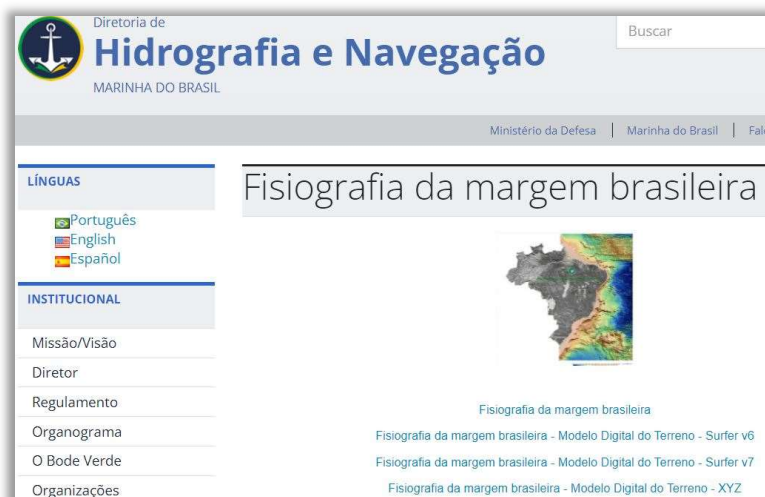 Diretoria de
Hidrografia e Navegação
MARINHA DO BRASIL
Buscar
Ministério da Defesa | Marinha do Brasil |
LÍNGUAS
Português
English
Español
INSTITUCIONAL
Missão/Visão
Diretor
Regulamento
Organograma
O Bode Verde
Organizações
Fisiografia da margem brasileira
Fisiografia da margem brasileira
Fisiografia da margem brasileira - Modelo Digital do Terreno - Surfer v6
Fisiografia da margem brasileira - Modelo Digital do Terreno - Surfer v7
Fisiografia da margem brasileira - Modelo Digital do Terreno - XYZ